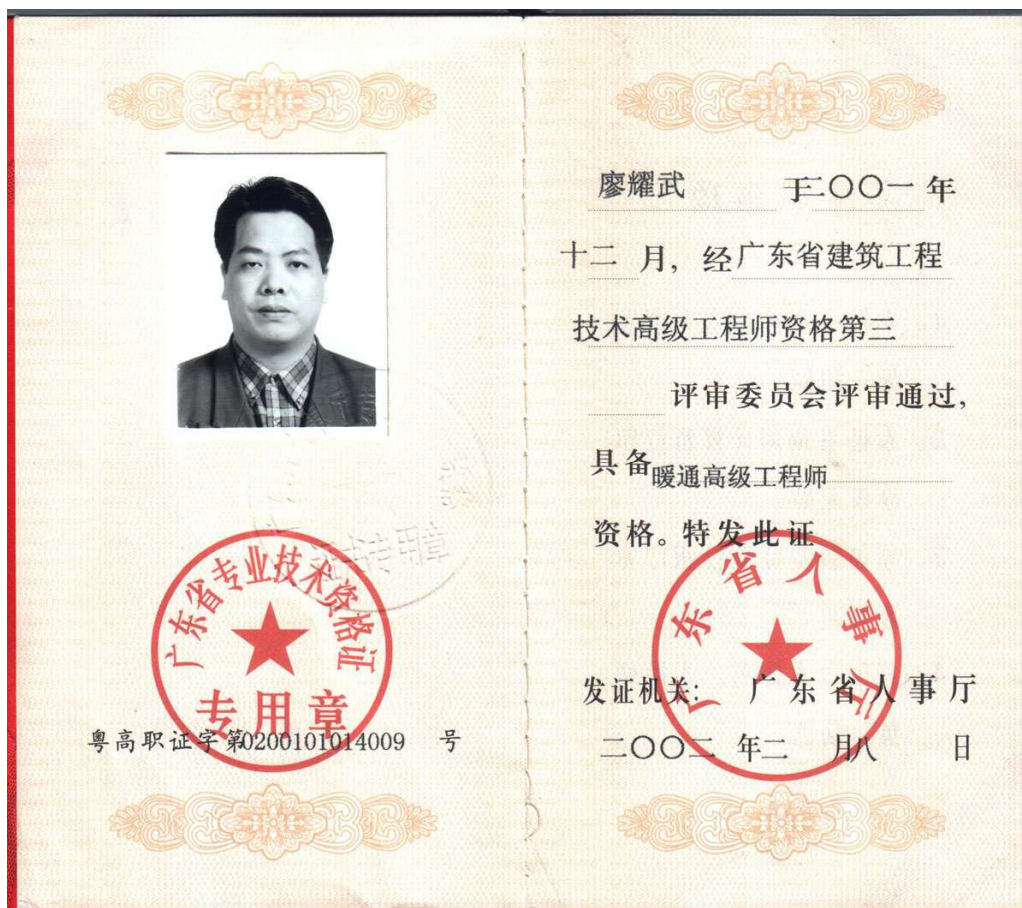 广东省专业技术资格证
专用章
粤高职证字第0200101014009 号
廖耀武 于二〇〇一年
十二月，经广东省建筑工程
技术高级工程师资格第三
评审委员会评审通过，
具备暖通高级工程师
资格。特发此证
广东省人事厅
发证机关：广东省人事厅
二〇〇二年二月八日